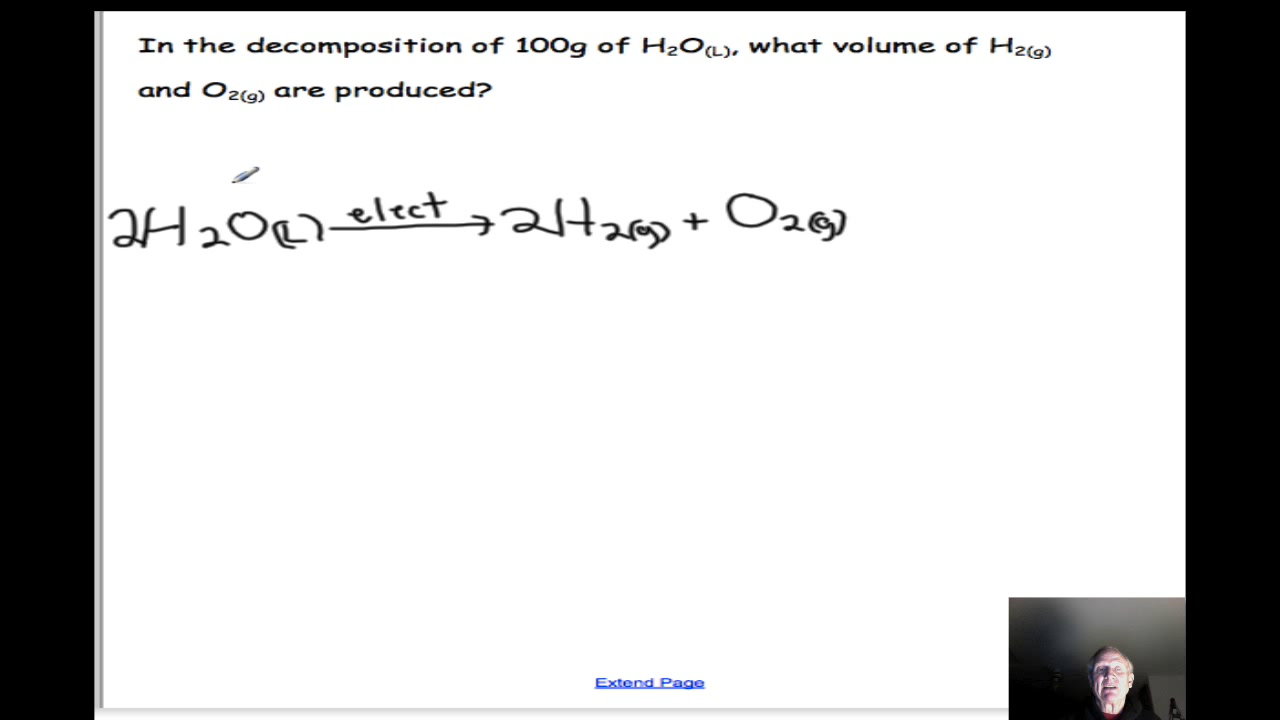 In the decomposition of 100g of H₂O(L), what volume of H₂(g)
and O₂(g) are produced?
2H₂O(L) elect→ 2H₂(g) + O₂(g)
Extend Page